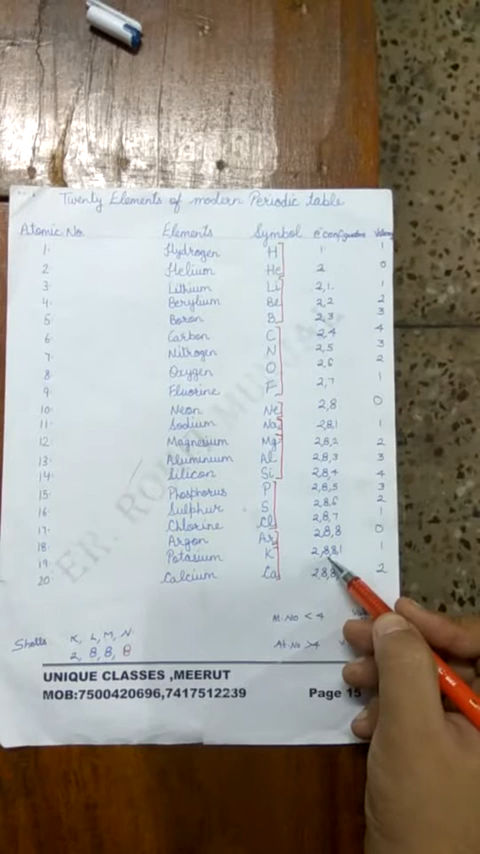 Twenty Elements of modern Periodic table
Atomic No. Elements Symbol e⁻configuration Valency
1. Hydrogen H 1 1
2. Helium He 2 0
3. Lithium Li 2,1. 1
4. Berylium Be 2,2 2
5. Boron B 2,3 3
6. Carbon C 2,4 4
7. Nitrogen N 2,5 3
8. Oxygen O 2,6 2
9. Fluorine F 2,7 1
10. Neon Ne 2,8 0
11. Sodium Na 2,8,1 1
12. Magnesium Mg 2,8,2 2
13. Aluminium Al 2,8,3 3
14. Silicon Si 2,8,4 4
15. Phosphorus P 2,8,5 3
16. Sulphur S 2,8,6 2
17. Chlorine Cl 2,8,7 1
18. Argon Ar 2,8,8 0
19. Potasium K 2,8,8,1 1
20. Calcium Ca 2,8,8 2
At.No < 4
Shells K, L, M, N
2, 8, 8, 8 At.No >4
UNIQUE CLASSES ,MEERUT
MOB:7500420696,7417512239 Page 15